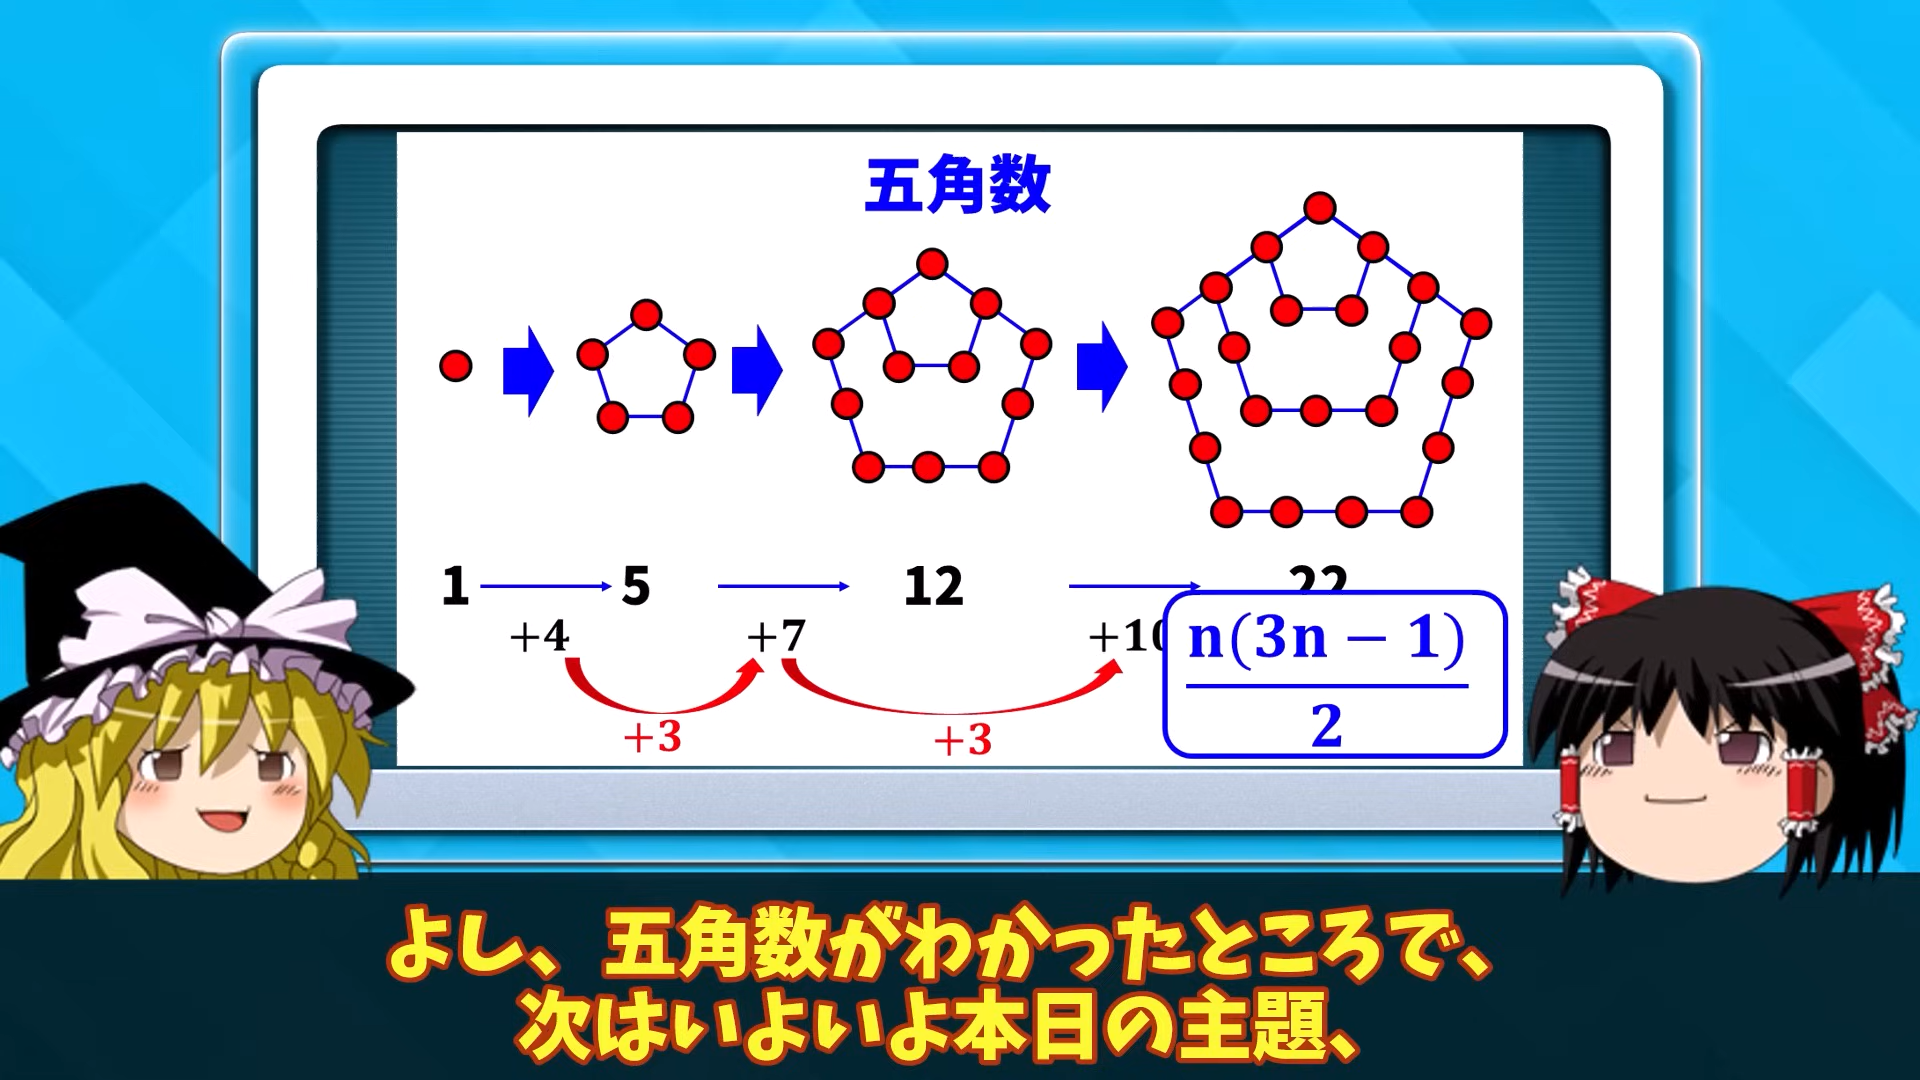 五角数
1 5 12 22
+4 +7 +10
+3 +3
n(3n − 1)
2
よし、五角数がわかったところで、
次はいよいよ本日の主題、